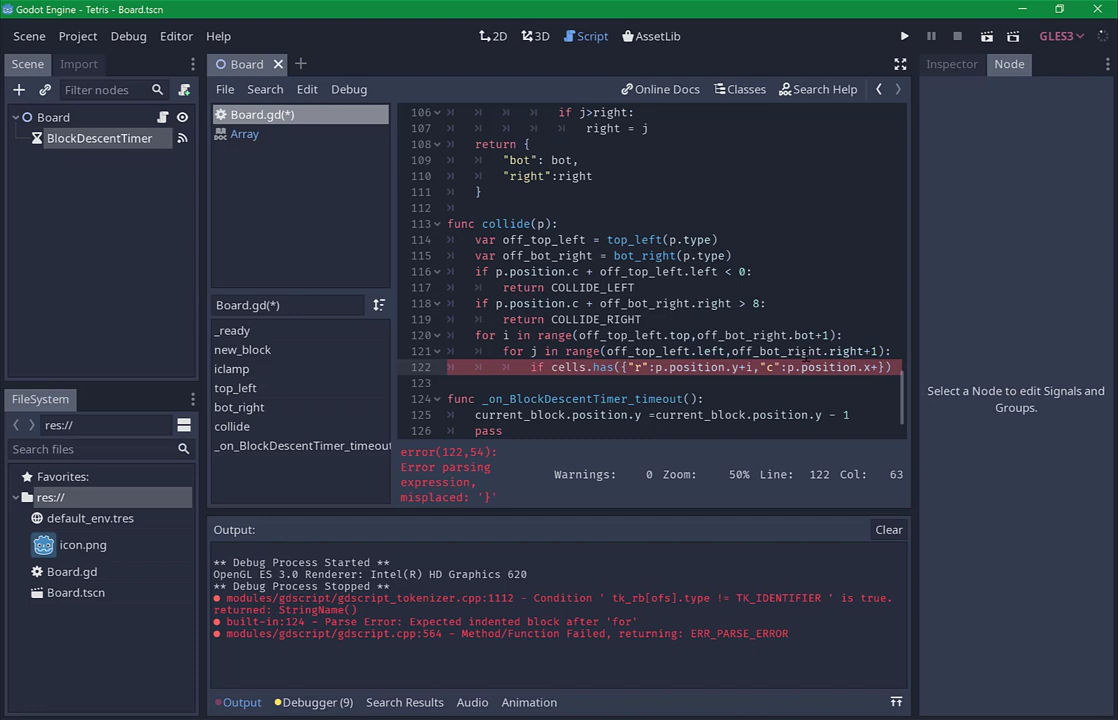 Godot Engine - Tetris - Board.tscn
Scene Project Debug Editor Help
2D 3D Script AssetLib
GLES3
Scene Import
Filter nodes
Board
BlockDescentTimer
FileSystem
res://
Search files
Favorites:
res://
default_env.tres
icon.png
Board.gd
Board.tscn
Board
File Search Edit Debug
Online Docs Classes Search Help
Board.gd(*)
Array
Board.gd(*)
_ready
new_block
iclamp
top_left
bot_right
collide
_on_BlockDescentTimer_timeout
106 if j>right:
107 right = j
108 return {
109 "bot": bot,
110 "right":right
111 }
112
113 func collide(p):
114 var off_top_left = top_left(p.type)
115 var off_bot_right = bot_right(p.type)
116 if p.position.c + off_top_left.left < 0:
117 return COLLIDE_LEFT
118 if p.position.c + off_bot_right.right > 8:
119 return COLLIDE_RIGHT
120 for i in range(off_top_left.top,off_bot_right.bot+1):
121 for j in range(off_top_left.left,off_bot_right.right+1):
122 if cells.has({"r":p.position.y+i,"c":p.position.x+})
123
124 func _on_BlockDescentTimer_timeout():
125 current_block.position.y =current_block.position.y - 1
126 pass
error(122,54):
Error parsing
expression,
misplaced: '}'
Warnings: 0 Zoom: 50% Line: 122 Col: 63
Output:
Clear
** Debug Process Started **
OpenGL ES 3.0 Renderer: Intel(R) HD Graphics 620
** Debug Process Stopped **
modules/gdscript/gdscript_tokenizer.cpp:1112 - Condition ' tk_rb[ofs].type != TK_IDENTIFIER ' is true.
returned: StringName()
built-in:124 - Parse Error: Expected indented block after 'for'
modules/gdscript/gdscript.cpp:564 - Method/Function Failed, returning: ERR_PARSE_ERROR
Output Debugger (9) Search Results Audio Animation
Inspector Node
Select a Node to edit Signals and
Groups.